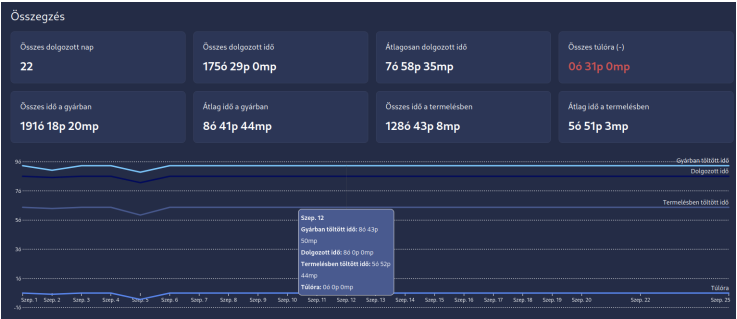 Összegzés
Összes dolgozott nap
22
Összes dolgozott idő
175ó 29p 0mp
Átlagosan dolgozott idő
7ó 58p 35mp
Összes túlóra (-)
0ó 31p 0mp
Összes idő a gyárban
191ó 18p 20mp
Átlag idő a gyárban
8ó 41p 44mp
Összes idő a termelésben
128ó 43p 8mp
Átlag idő a termelésben
5ó 51p 3mp
9ó
7ó
5ó
3ó
1ó
-1ó
Gyárban töltött idő
Dolgozott idő
Termelésben töltött idő
Túlóra
Szep. 12
Gyárban töltött idő: 8ó 43p
50mp
Dolgozott idő: 8ó 0p 0mp
Termelésben töltött idő: 5ó 52p
44mp
Túlóra: 0ó 0p 0mp
Szep. 1 Szep. 2 Szep. 3 Szep. 4 Szep. 5 Szep. 6 Szep. 7 Szep. 8 Szep. 9 Szep. 10 Szep. 11 Szep. 12 Szep. 13 Szep. 14 Szep. 15 Szep. 16 Szep. 17 Szep. 18 Szep. 19 Szep. 20 Szep. 22 Szep. 25